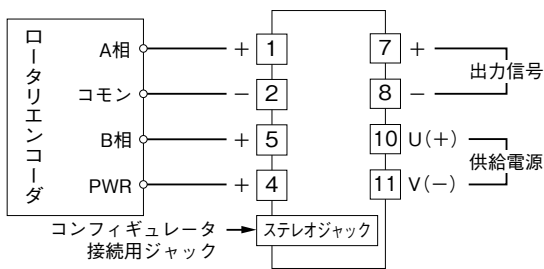 ロータリエンコーダ
A相 + 1
コモン − 2
B相 + 5
PWR + 4
7 +
8 −
出力信号
10 U(+)
11 V(−)
供給電源
コンフィギュレータ
接続用ジャック
ステレオジャック